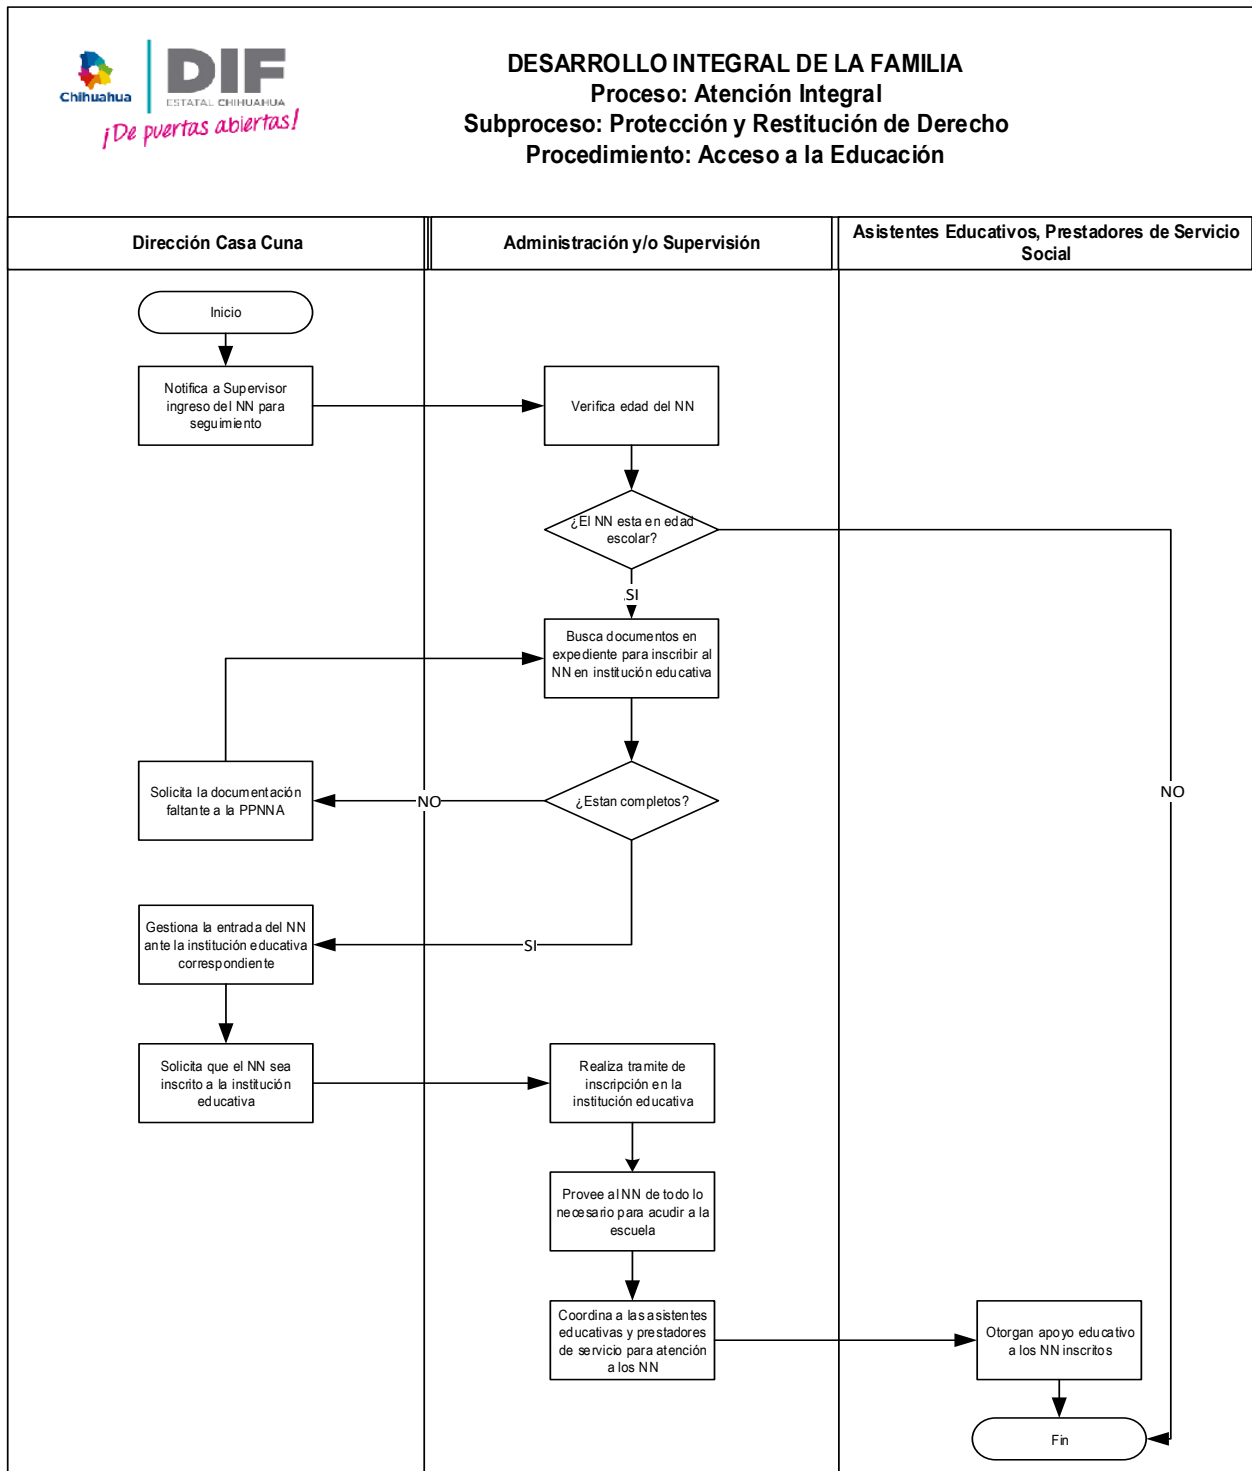 Chihuahua
DIF
ESTATAL CHIHUAHUA
¡De puertas abiertas!
DESARROLLO INTEGRAL DE LA FAMILIA
Proceso: Atención Integral
Subproceso: Protección y Restitución de Derecho
Procedimiento: Acceso a la Educación
Dirección Casa Cuna
Administración y/o Supervisión
Asistentes Educativos, Prestadores de Servicio
Social
Inicio
Notifica a Supervisor
ingreso del NN para
seguimiento
Verifica edad del NN
¿El NN esta en edad
escolar?
SI
Busca documentos en
expediente para inscribir al
NN en institución educativa
Solicita la documentación
faltante a la PPNNA
NO
¿Estan completos?
NO
Gestiona la entrada del NN
ante la institución educativa
correspondiente
SI
Solicita que el NN sea
inscrito a la institución
educativa
Realiza tramite de
inscripción en la
institución educativa
Provee al NN de todo lo
necesario para acudir a la
escuela
Coordina a las asistentes
educativas y prestadores
de servicio para atención
a los NN
Otorgan apoyo educativo
a los NN inscritos
Fin